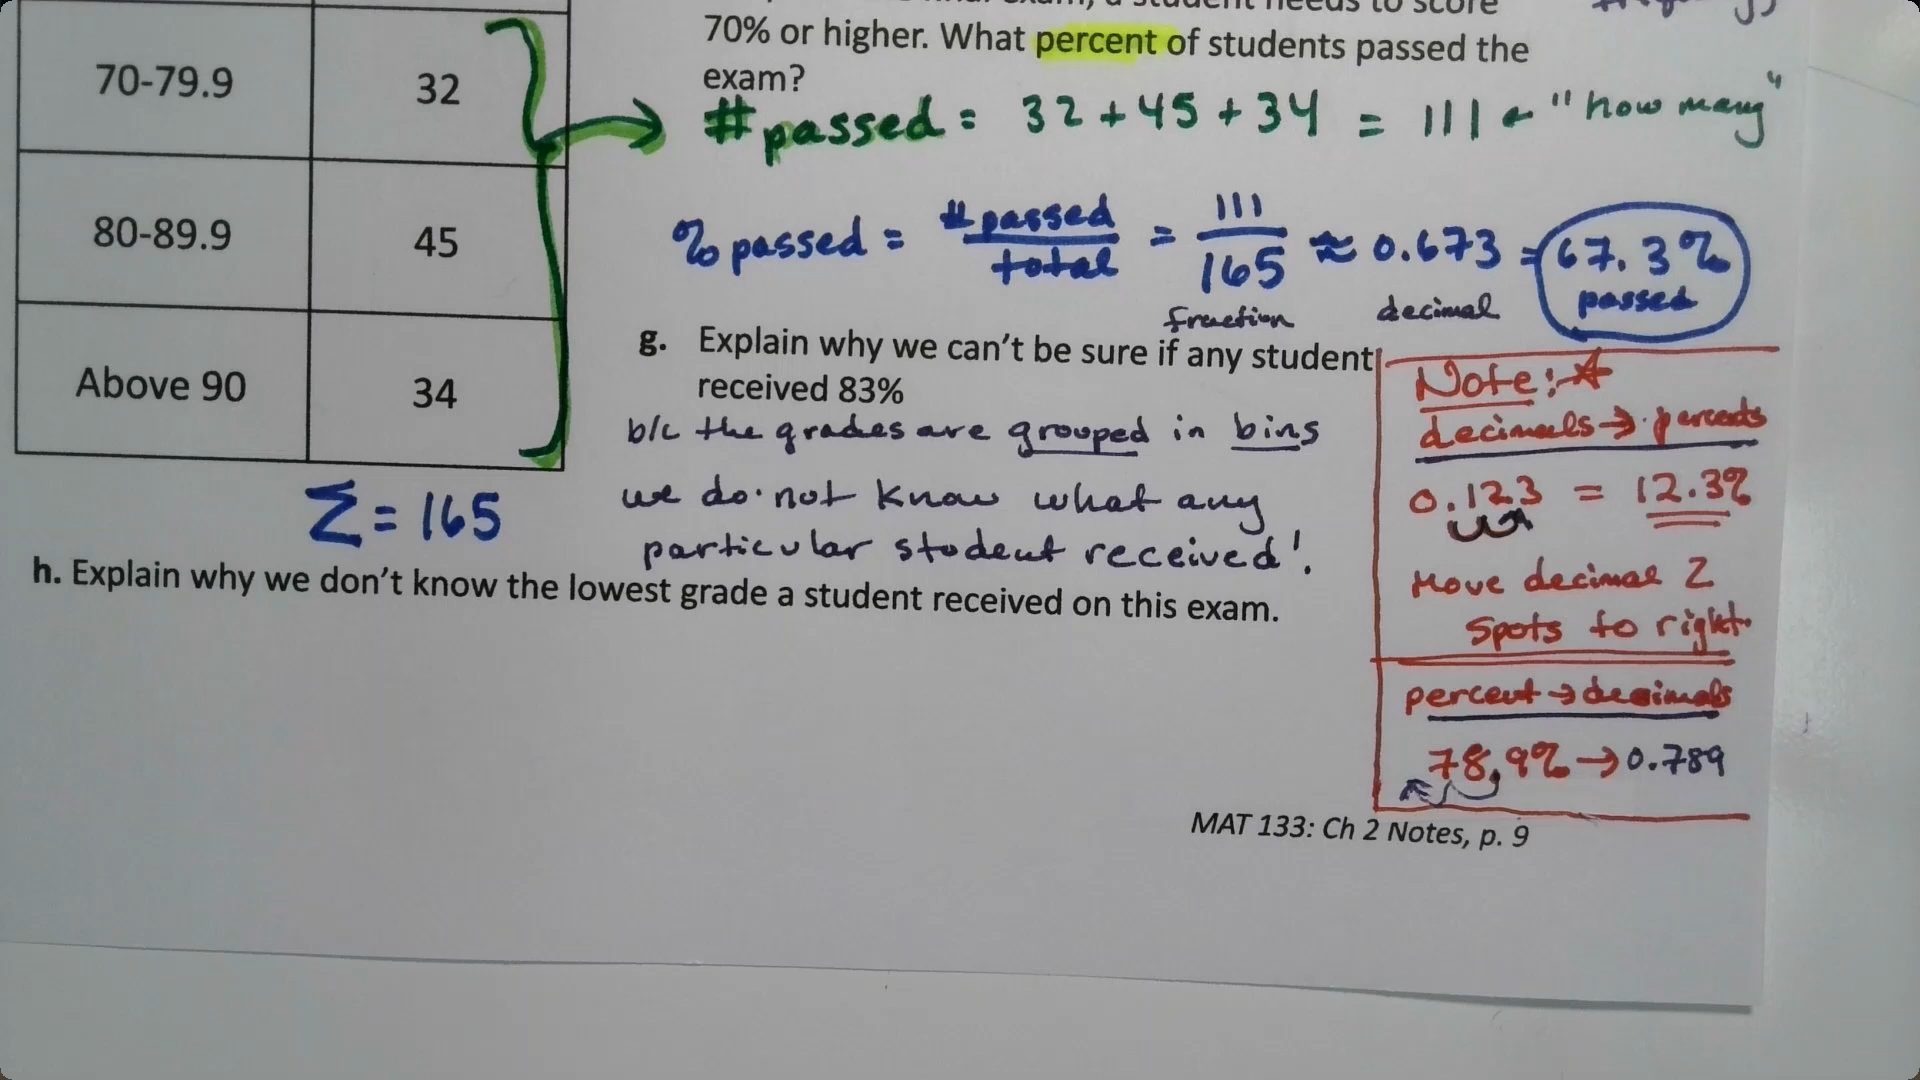 70% or higher. What percent of students passed the
exam?
70-79.9 32
# passed = 32 + 45 + 34 = 111 ← "how many"
80-89.9 45
% passed = # passed / total = 111 / 165 ≈ 0.673 = 67.3%
passed
fraction decimal
Above 90 34
g. Explain why we can't be sure if any student
received 83%
b/c the grades are grouped in bins
we do not know what any
particular student received!
Σ = 165
Note: ☆
decimals → percents
0.123 = 12.3%
Move decimal 2
spots to right.
percent → decimals
78.9% → 0.789
h. Explain why we don't know the lowest grade a student received on this exam.
MAT 133: Ch 2 Notes, p. 9